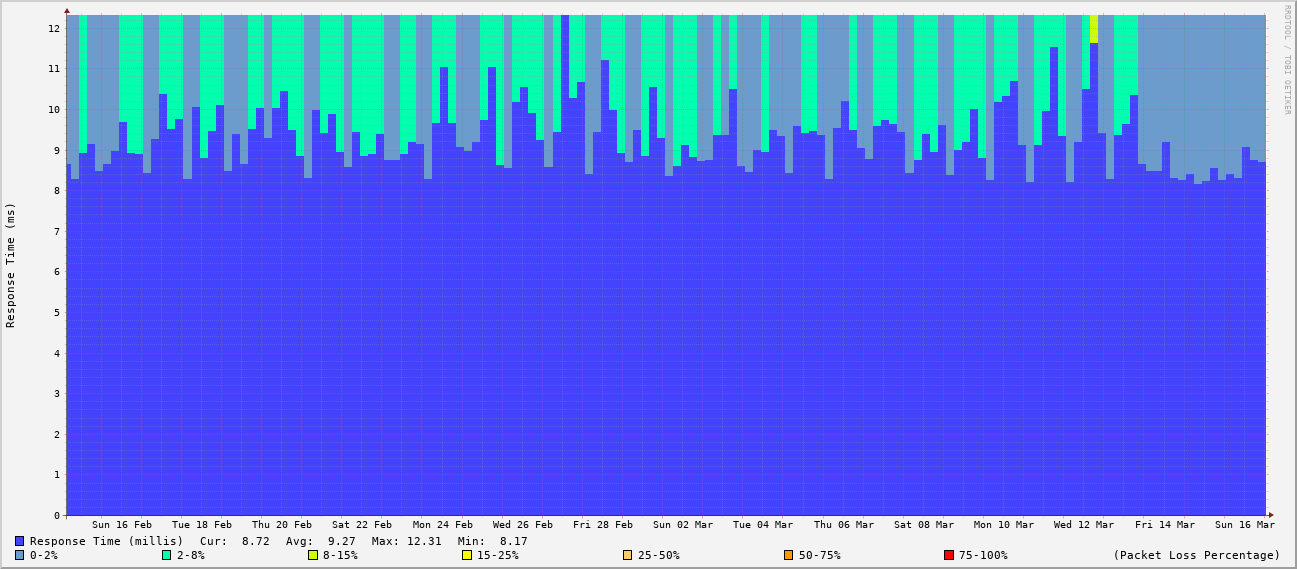 RRDTOOL / TOBI OETIKER
Response Time (ms)
12
11
10
9
8
7
6
5
4
3
2
1
0
Sun 16 Feb Tue 18 Feb Thu 20 Feb Sat 22 Feb Mon 24 Feb Wed 26 Feb Fri 28 Feb Sun 02 Mar Tue 04 Mar Thu 06 Mar Sat 08 Mar Mon 10 Mar Wed 12 Mar Fri 14 Mar Sun 16 Mar
Response Time (millis) Cur: 8.72 Avg: 9.27 Max: 12.31 Min: 8.17
0-2% 2-8% 8-15% 15-25% 25-50% 50-75% 75-100% (Packet Loss Percentage)